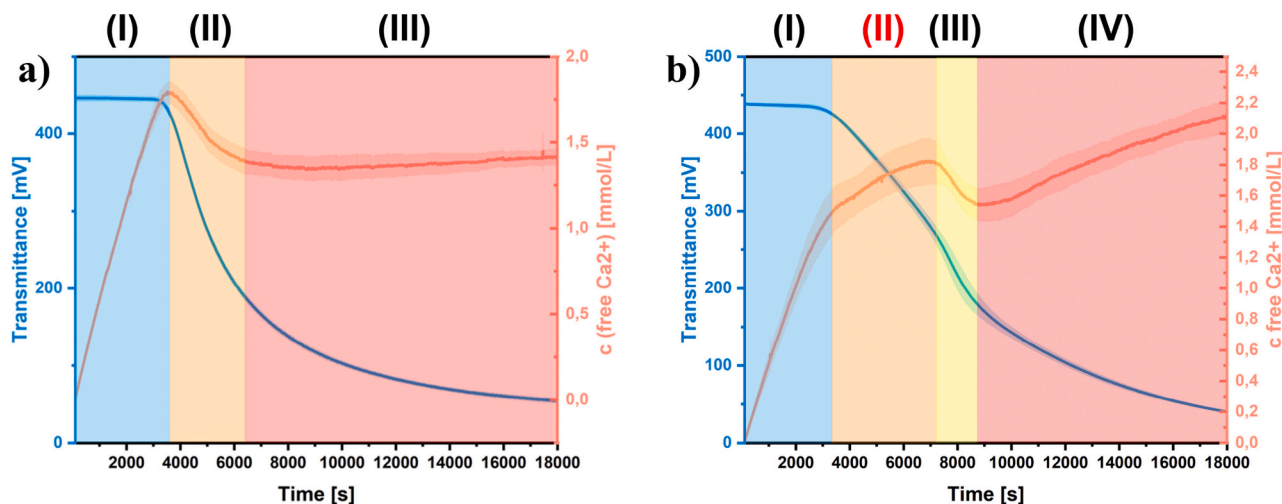 (I) (II) (III)
a)
Transmittance [mV]
400
200
0
2,0
1,5
1,0
0,5
0,0
c (free Ca2+) [mmol/L]
2000 4000 6000 8000 10000 12000 14000 16000 18000
Time [s]
(I) (II) (III) (IV)
b)
Transmittance [mV]
500
400
300
200
100
0
2,4
2,2
2,0
1,8
1,6
1,4
1,2
1,0
0,8
0,6
0,4
0,2
0,0
c free Ca2+ [mmol/L]
2000 4000 6000 8000 10000 12000 14000 16000 18000
Time [s]